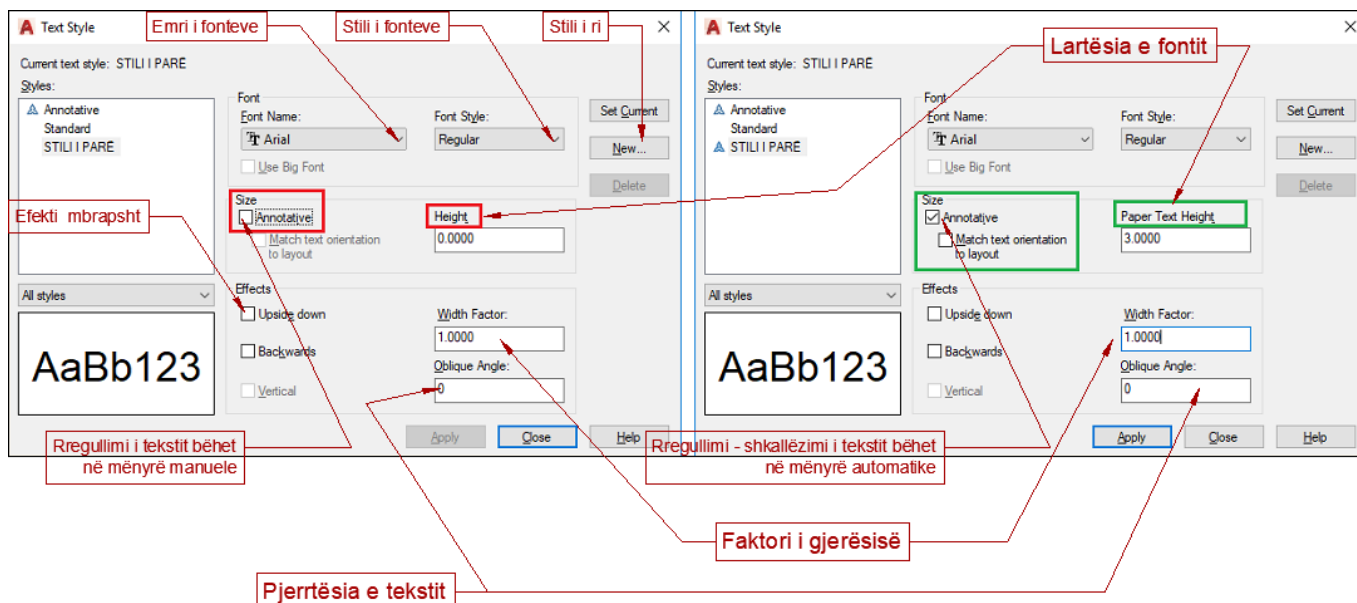 Text Style
Emri i fonteve
Stili i fonteve
Stili i ri
Current text style: STILI I PARË
Styles:
Annotative
Standard
STILI I PARË
Font
Font Name:
Arial
Font Style:
Regular
Use Big Font
Set Current
New...
Delete
Efekti mbrapsht
Size
Annotative
Match text orientation
to layout
Height
0.0000
All styles
AaBb123
Effects
Upside down
Backwards
Vertical
Width Factor:
1.0000
Oblique Angle:
0
Rregullimi i tekstit bëhet
në mënyrë manuele
Apply
Close
Help
Text Style
Lartësia e fontit
Current text style: STILI I PARË
Styles:
Annotative
Standard
STILI I PARË
Font
Font Name:
Arial
Font Style:
Regular
Use Big Font
Set Current
New...
Delete
Size
Annotative
Match text orientation
to layout
Paper Text Height
3.0000
All styles
AaBb123
Effects
Upside down
Backwards
Vertical
Width Factor:
1.0000
Oblique Angle:
0
Rregullimi - shkallëzimi i tekstit bëhet
në mënyrë automatike
Apply
Close
Help
Faktori i gjerësisë
Pjerrtësia e tekstit